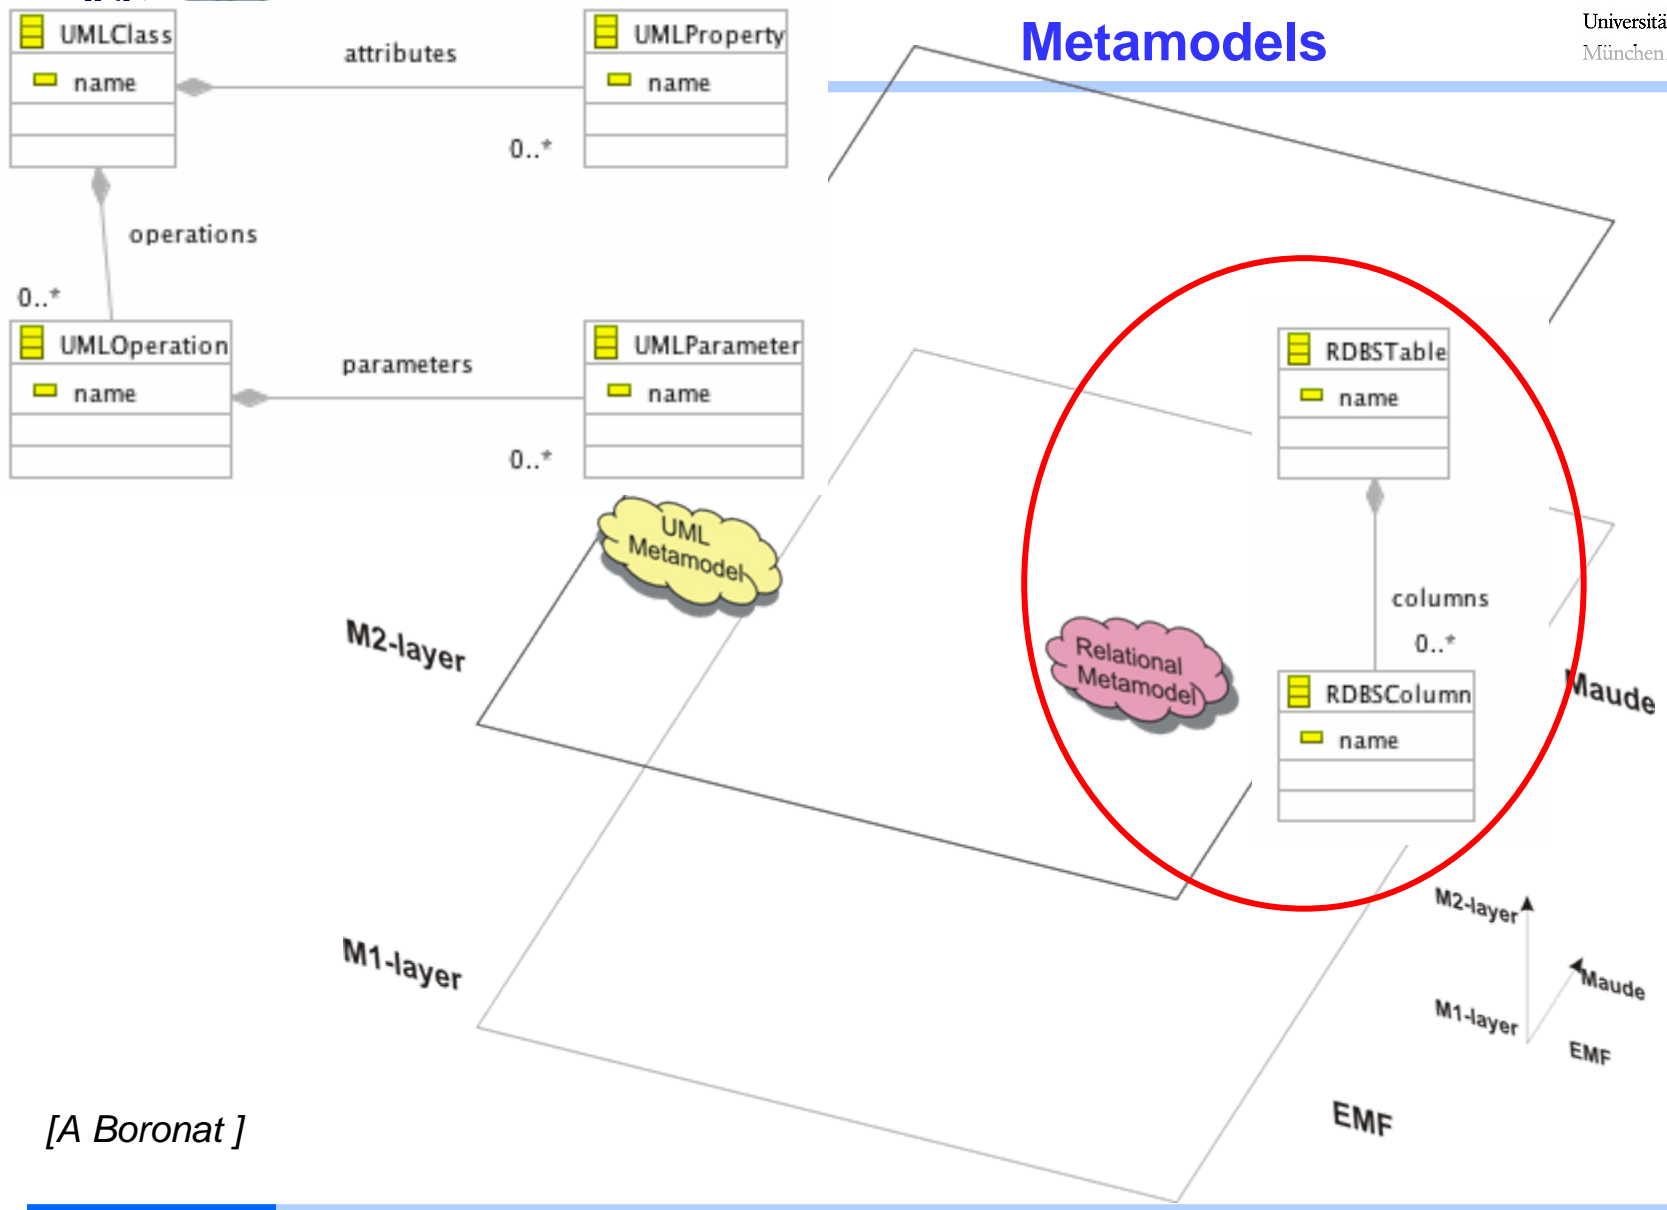 Metamodels
Universitä
München
UMLClass
name
attributes
0..*
UMLProperty
name
operations
0..*
UMLOperation
name
parameters
0..*
UMLParameter
name
RDBSTable
name
columns
0..*
RDBSColumn
name
UML
Metamodel
Relational
Metamodel
M2-layer
Maude
M1-layer
EMF
M2-layer
Maude
M1-layer
EMF
[A Boronat ]